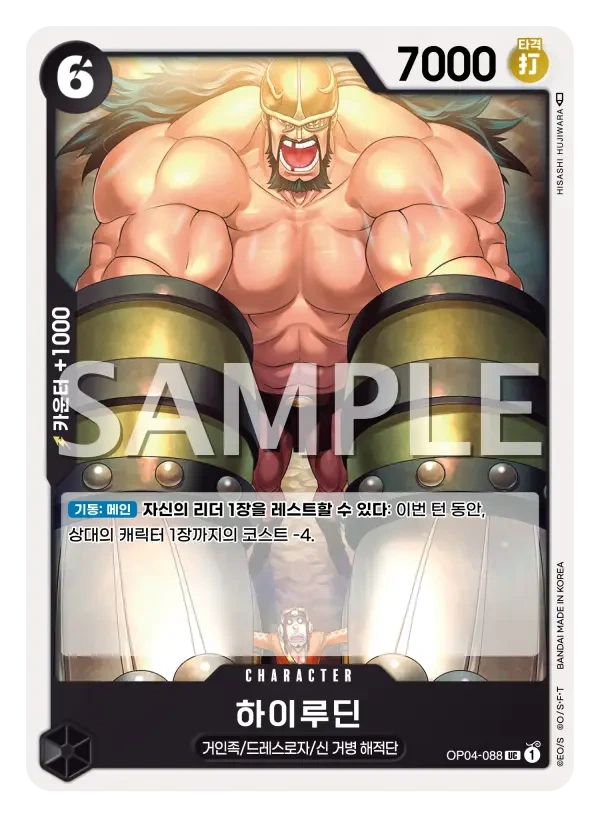 6
7000
타격
打
HISASHI HUJIWARA
카운터 +1000
SAMPLE
기동: 메인 자신의 리더 1장을 레스트할 수 있다: 이번 턴 동안,
상대의 캐릭터 1장까지의 코스트 -4.
CHARACTER
하이루딘
거인족/드레스로자/신 거병 해적단
OP04-088 UC 1
©EO/S ©O/S·F·T BANDAI MADE IN KOREA